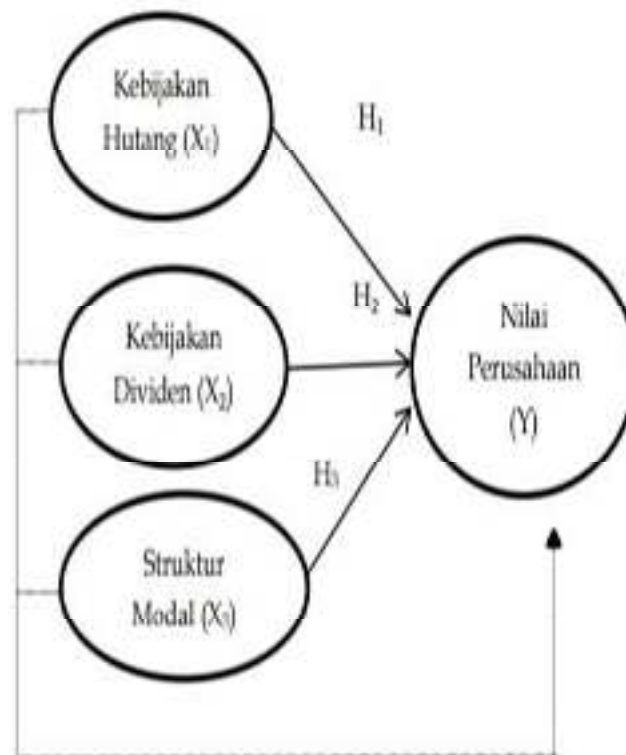 Kebijakan
Hutang (X₁)
H₁
Kebijakan
Dividen (X₂)
H₂
Nilai
Perusahaan
(Y)
H₃
Struktur
Modal (X₃)